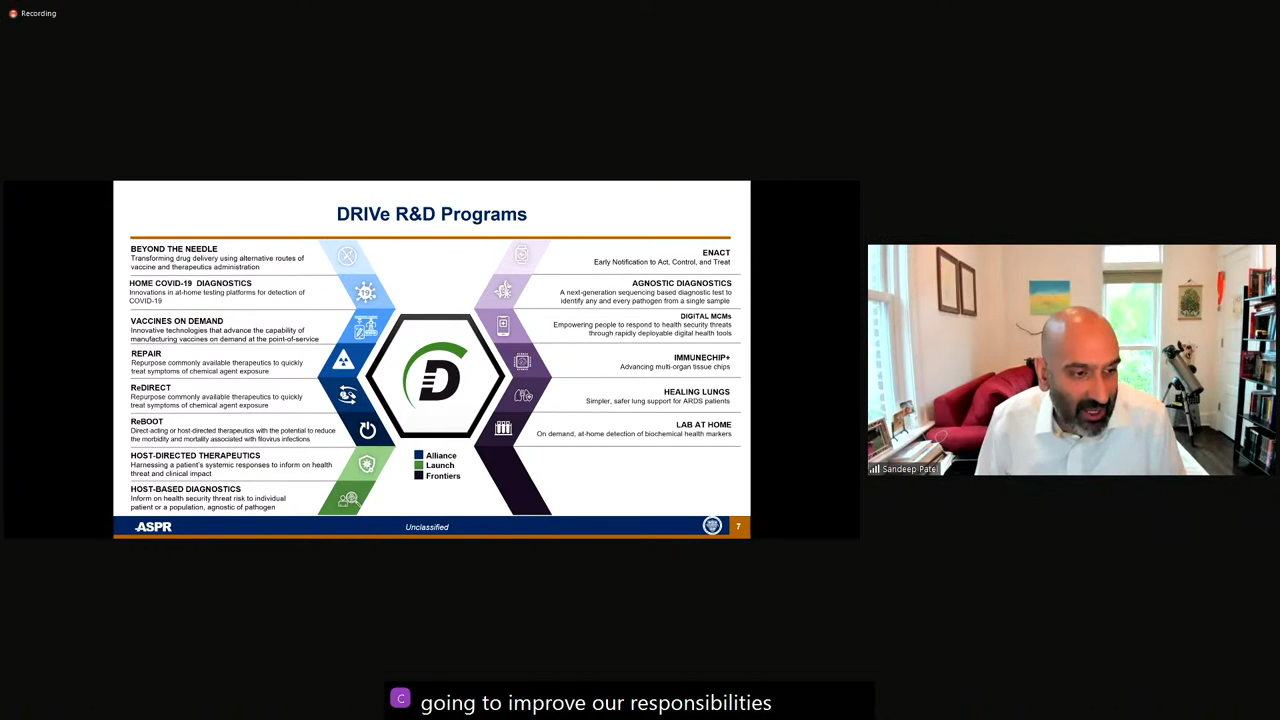 Recording
DRIVe R&D Programs
BEYOND THE NEEDLE
Transforming drug delivery using alternative routes of
vaccine and therapeutics administration
HOME COVID-19 DIAGNOSTICS
Innovations in at-home testing platforms for detection of
COVID-19
VACCINES ON DEMAND
Innovative technologies that advance the capability of
manufacturing vaccines on demand at the point-of-service
REPAIR
Repurpose commonly available therapeutics to quickly
treat symptoms of chemical agent exposure
ReDIRECT
Repurpose commonly available therapeutics to quickly
treat symptoms of chemical agent exposure
ReBOOT
Direct-acting or host-directed therapeutics with the potential to reduce
the morbidity and mortality associated with filovirus infections
HOST-DIRECTED THERAPEUTICS
Harnessing a patient's systemic responses to inform on health
threat and clinical impact
HOST-BASED DIAGNOSTICS
Inform on health security threat risk to individual
patient or a population, agnostic of pathogen
19
D
Alliance
Launch
Frontiers
ENACT
Early Notification to Act, Control, and Treat
AGNOSTIC DIAGNOSTICS
A next-generation sequencing based diagnostic test to
identify any and every pathogen from a single sample
DIGITAL MCMs
Empowering people to respond to health security threats
through rapidly deployable digital health tools
IMMUNECHIP+
Advancing multi-organ tissue chips
HEALING LUNGS
Simpler, safer lung support for ARDS patients
LAB AT HOME
On demand, at-home detection of biochemical health markers
ASPR
Unclassified
7
Sandeep Patel
C
going to improve our responsibilities